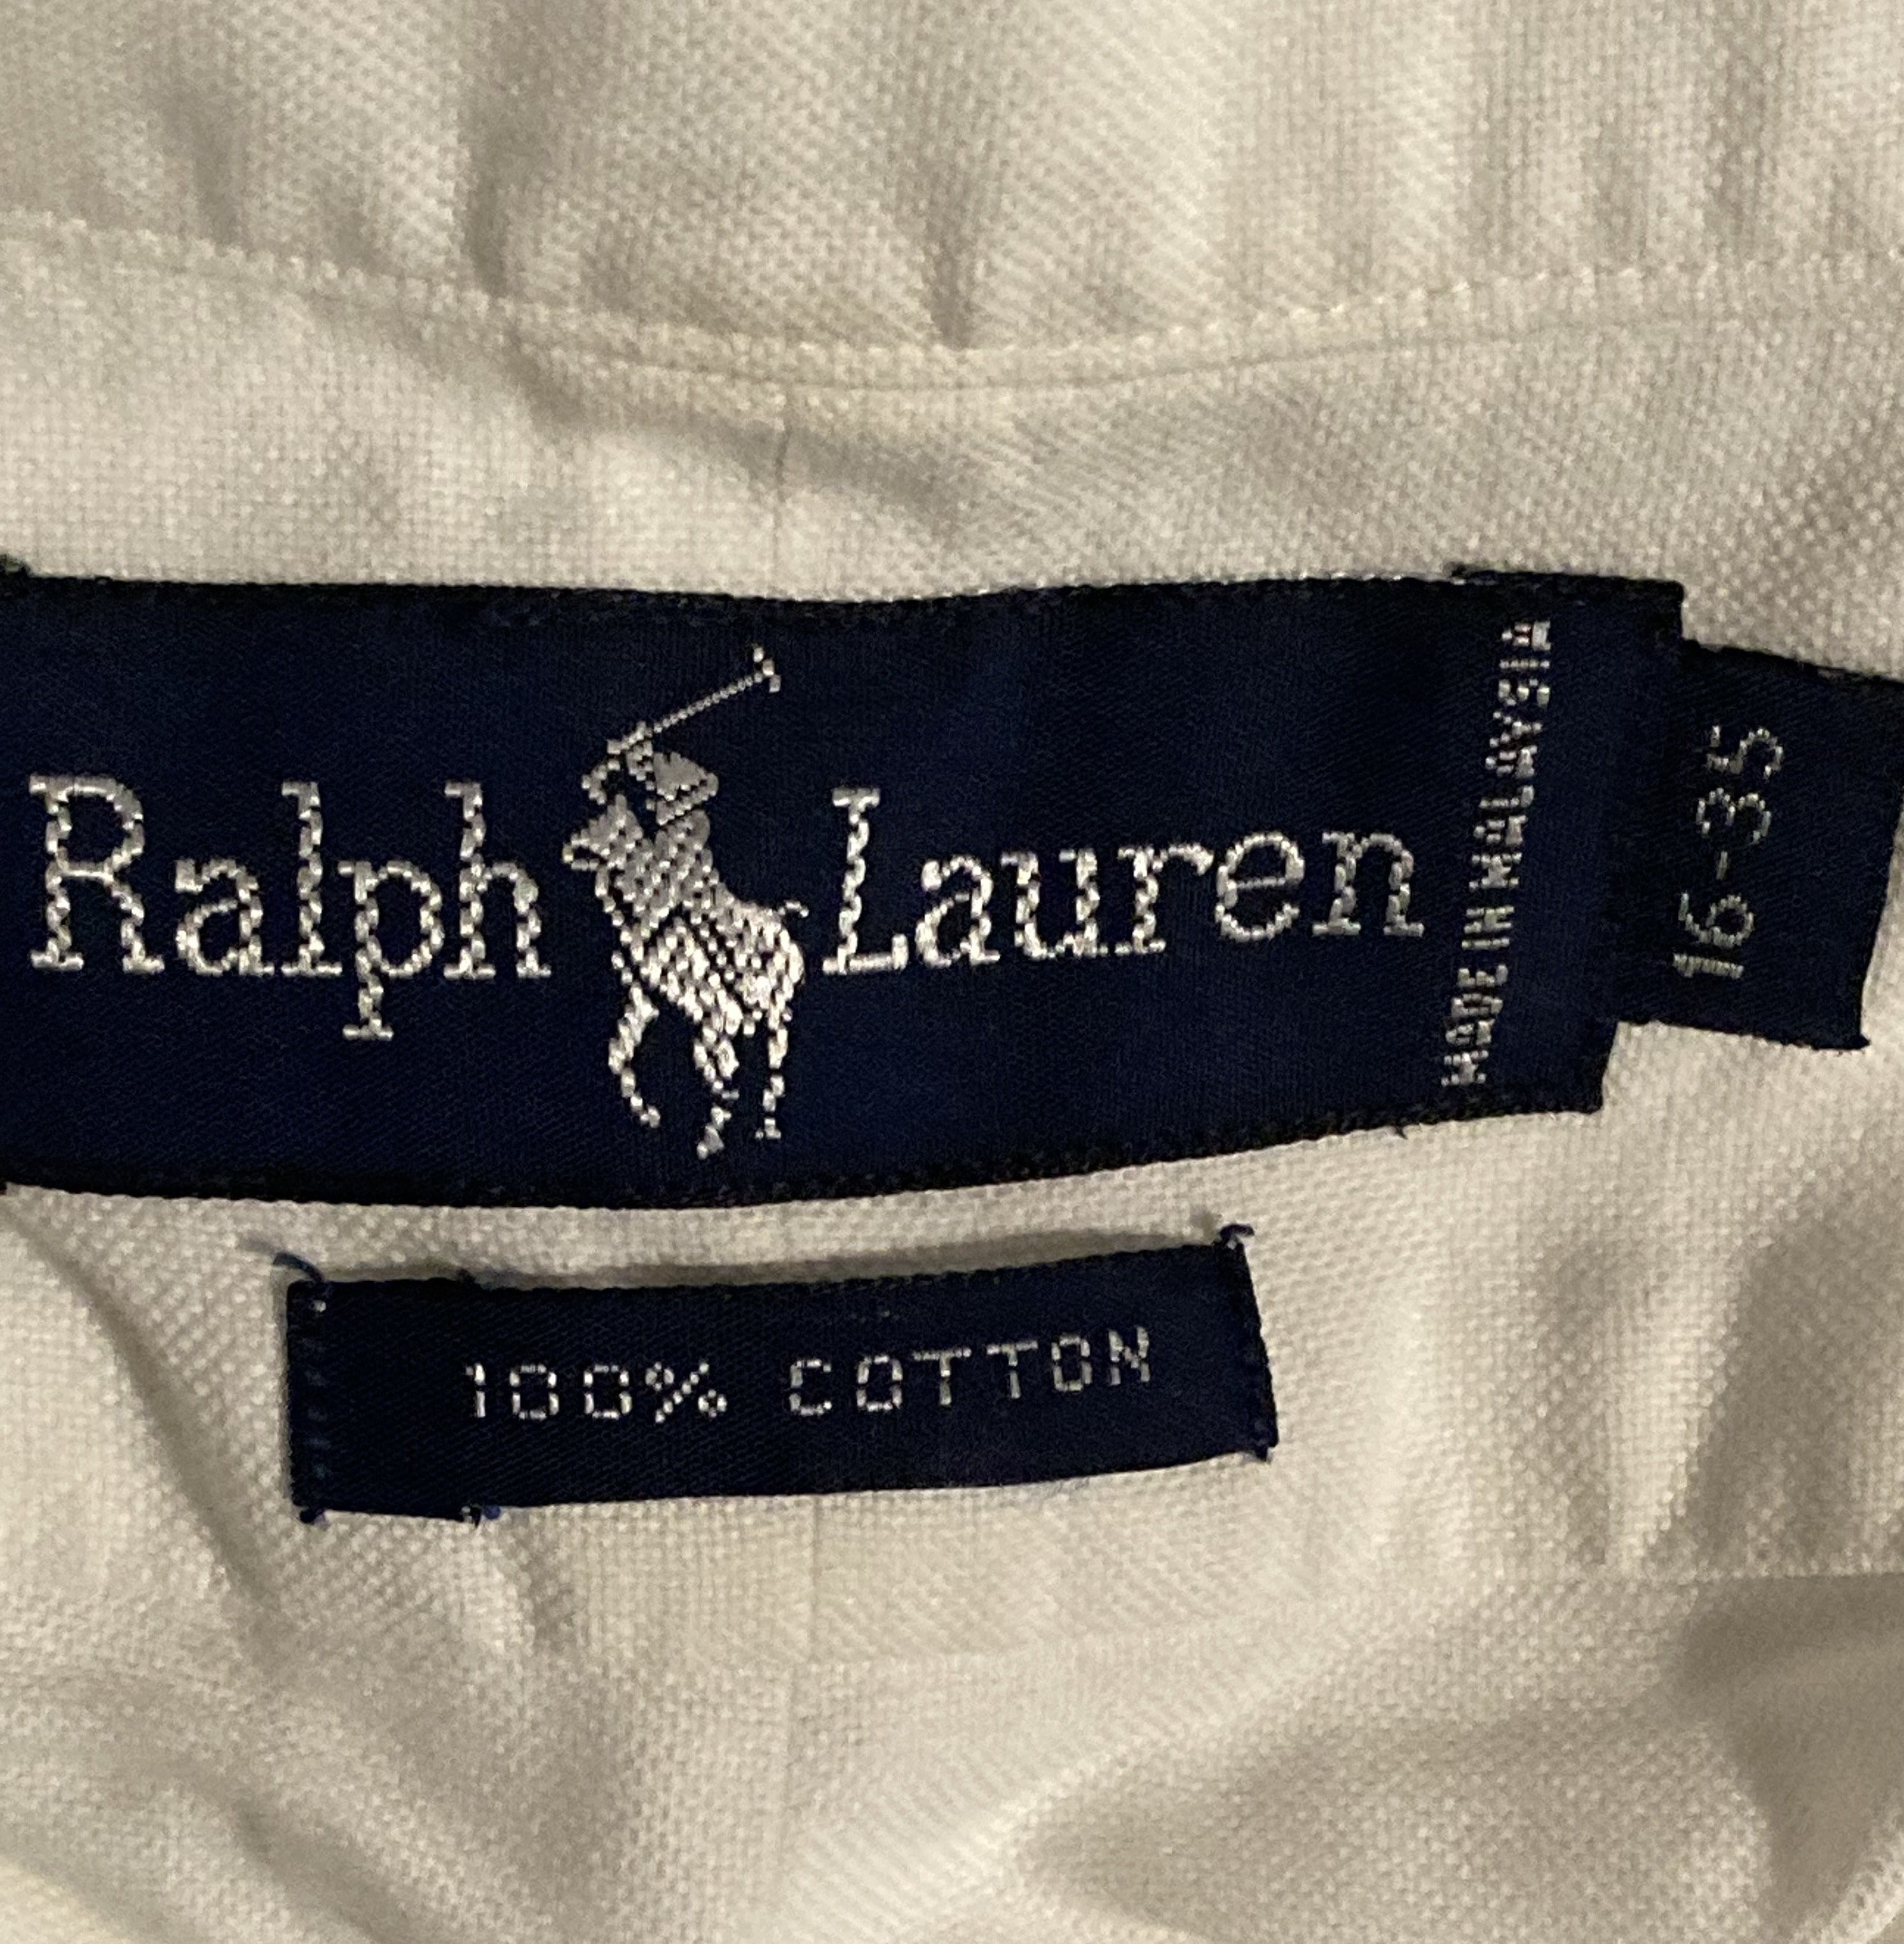 Ralph Lauren
MADE IN MALAYSIA
16-35
100% COTTON